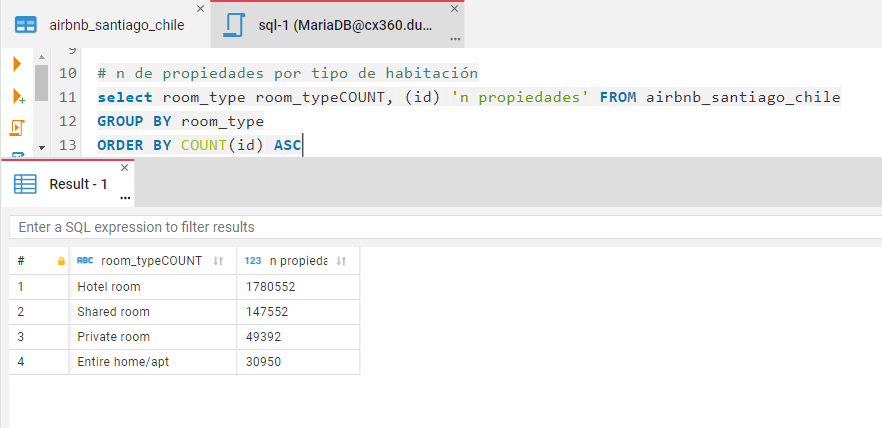 airbnb_santiago_chile
sql-1 (MariaDB@cx360.du...
9
10 # n de propiedades por tipo de habitación
11 select room_type room_typeCOUNT, (id) 'n propiedades' FROM airbnb_santiago_chile
12 GROUP BY room_type
13 ORDER BY COUNT(id) ASC
Result - 1
Enter a SQL expression to filter results
# ABC room_typeCOUNT 123 n propieda
1 Hotel room 1780552
2 Shared room 147552
3 Private room 49392
4 Entire home/apt 30950